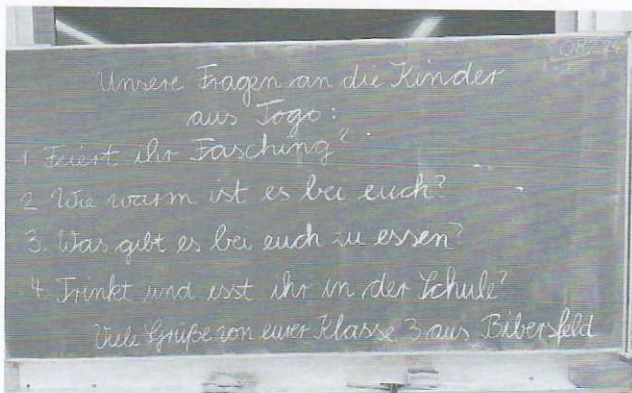 Unsere Fragen an die Kinder
aus Togo:
1 Feiert ihr Fasching?
2 Wie warm ist es bei euch?
3. Was gibt es bei euch zu essen?
4. Trinkt und esst ihr in der Schule?
Viele Grüße von eurer Klasse 3 aus Bibersfeld